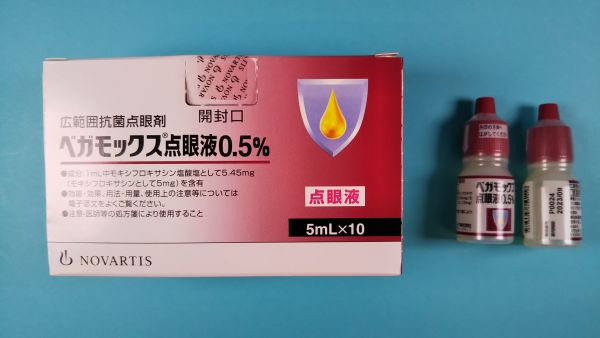 NOVARTIS
開封口
広範囲抗菌点眼剤
ベガモックス®点眼液0.5%
●成分:1mL中モキシフロキサシン塩酸塩として5.45mg
(モキシフロキサシンとして5mg)を含有
●効能・効果、用法・用量、使用上の注意等については
電子添文をよくご覧ください。
●注意-医師等の処方箋により使用すること
点眼液
5mL×10
NOVARTIS
ベガモックス®
点眼液0.5%
P0024
2023/09